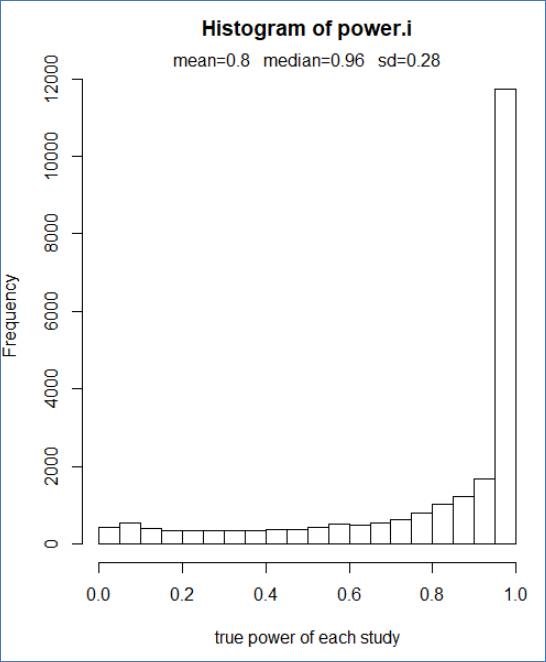 Histogram of power.i
mean=0.8 median=0.96 sd=0.28
12000
10000
8000
6000
4000
2000
0
Frequency
0.0 0.2 0.4 0.6 0.8 1.0
true power of each study